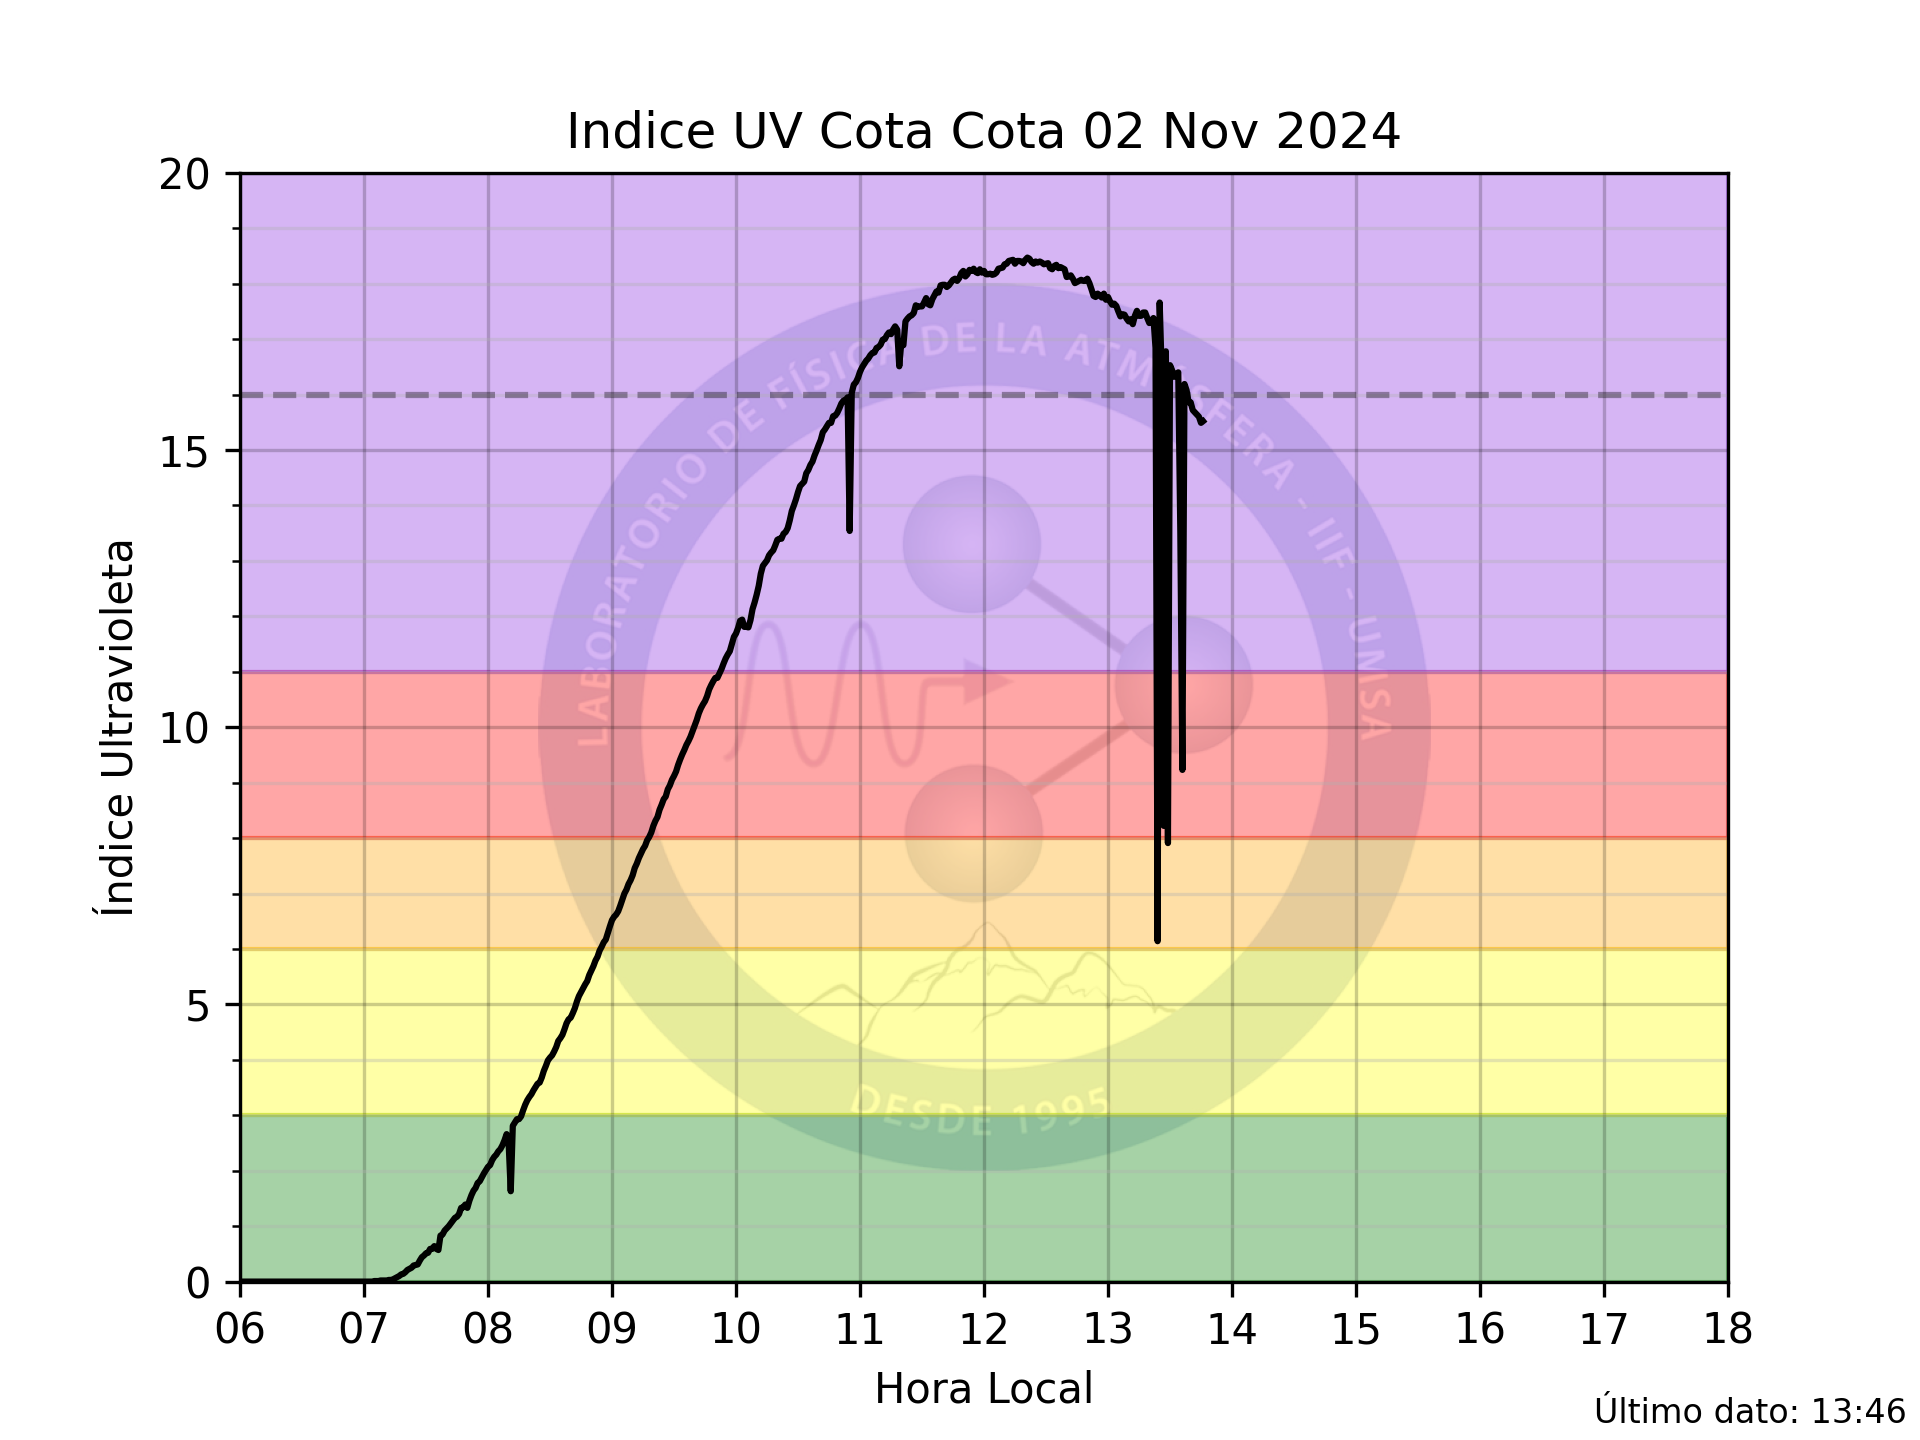 Indice UV Cota Cota 02 Nov 2024
20
15
10
5
0
Índice Ultravioleta
LABORATORIO DE FÍSICA DE LA ATMÓSFERA - IIF - UMSA
DESDE 1995
06 07 08 09 10 11 12 13 14 15 16 17 18
Hora Local
Último dato: 13:46